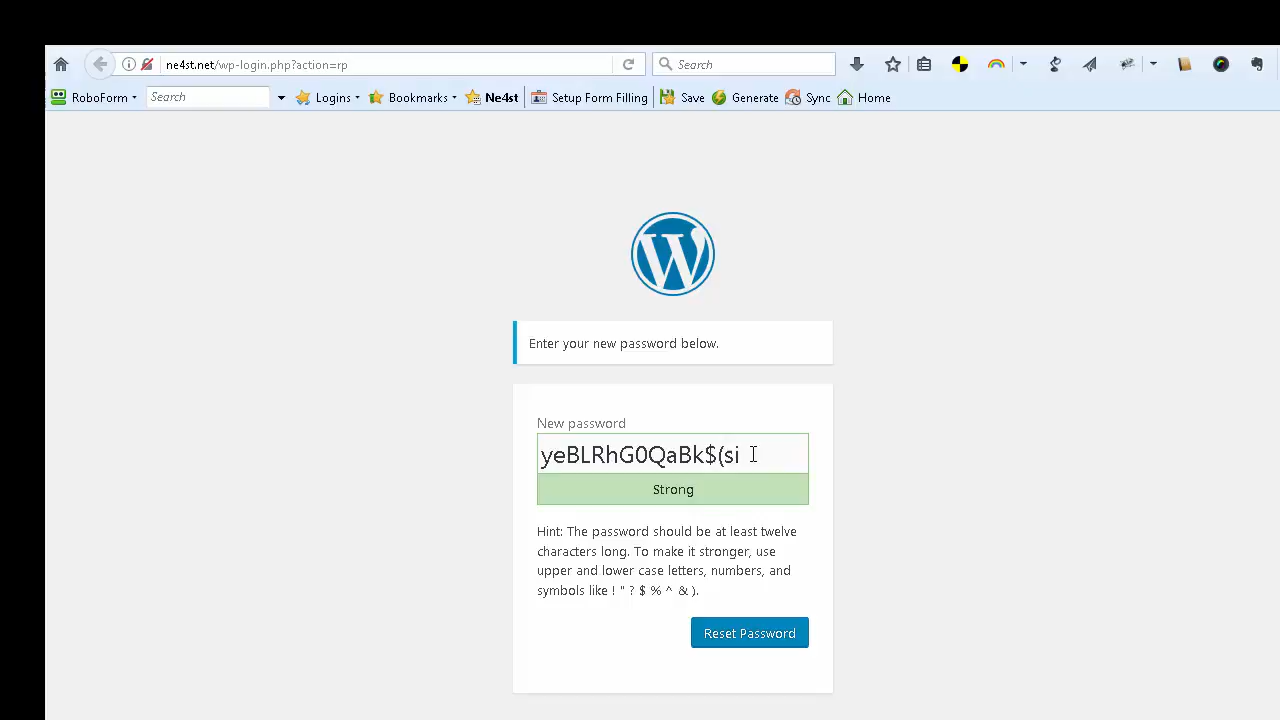 ne4st.net/wp-login.php?action=rp
Search
RoboForm
Search
Logins
Bookmarks
Ne4st
Setup Form Filling
Save
Generate
Sync
Home
W
Enter your new password below.
New password
yeBLRhG0QaBk$(si
Strong
Hint: The password should be at least twelve
characters long. To make it stronger, use
upper and lower case letters, numbers, and
symbols like ! " ? $ % ^ & ).
Reset Password